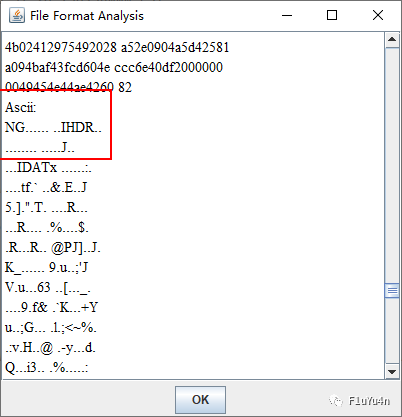 File Format Analysis
4b02412975492028 a52e0904a5d42581
a094baf43fcd604e ccc6e40df2000000
0049454e44ae4260 82
Ascii:
NG...... ..IHDR..
........ .....J..
...IDATx ......:.
....tf.` ..&.E..J
5.].".T. ....R...
...R.... .%....$.
.R...R.. @PJ]..J.
K_...... 9.u..;'J
V.u...63 ..[..._.
....9.f& .`K...+Y
u..;G... .l.;<~%.
..v.H..@ .-y...d.
Q...i3.. .%....:
OK
F1uYu4n